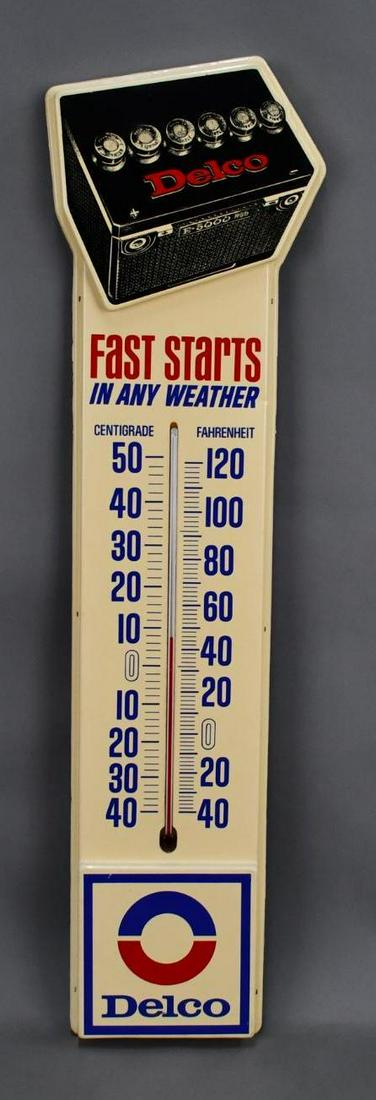 Delco
+ -
E-5000
FAST STARTS
IN ANY WEATHER
CENTIGRADE FAHRENHEIT
50 120
40 100
30 80
20 60
10 40
0 20
10 0
20 20
30 40
40
Delco